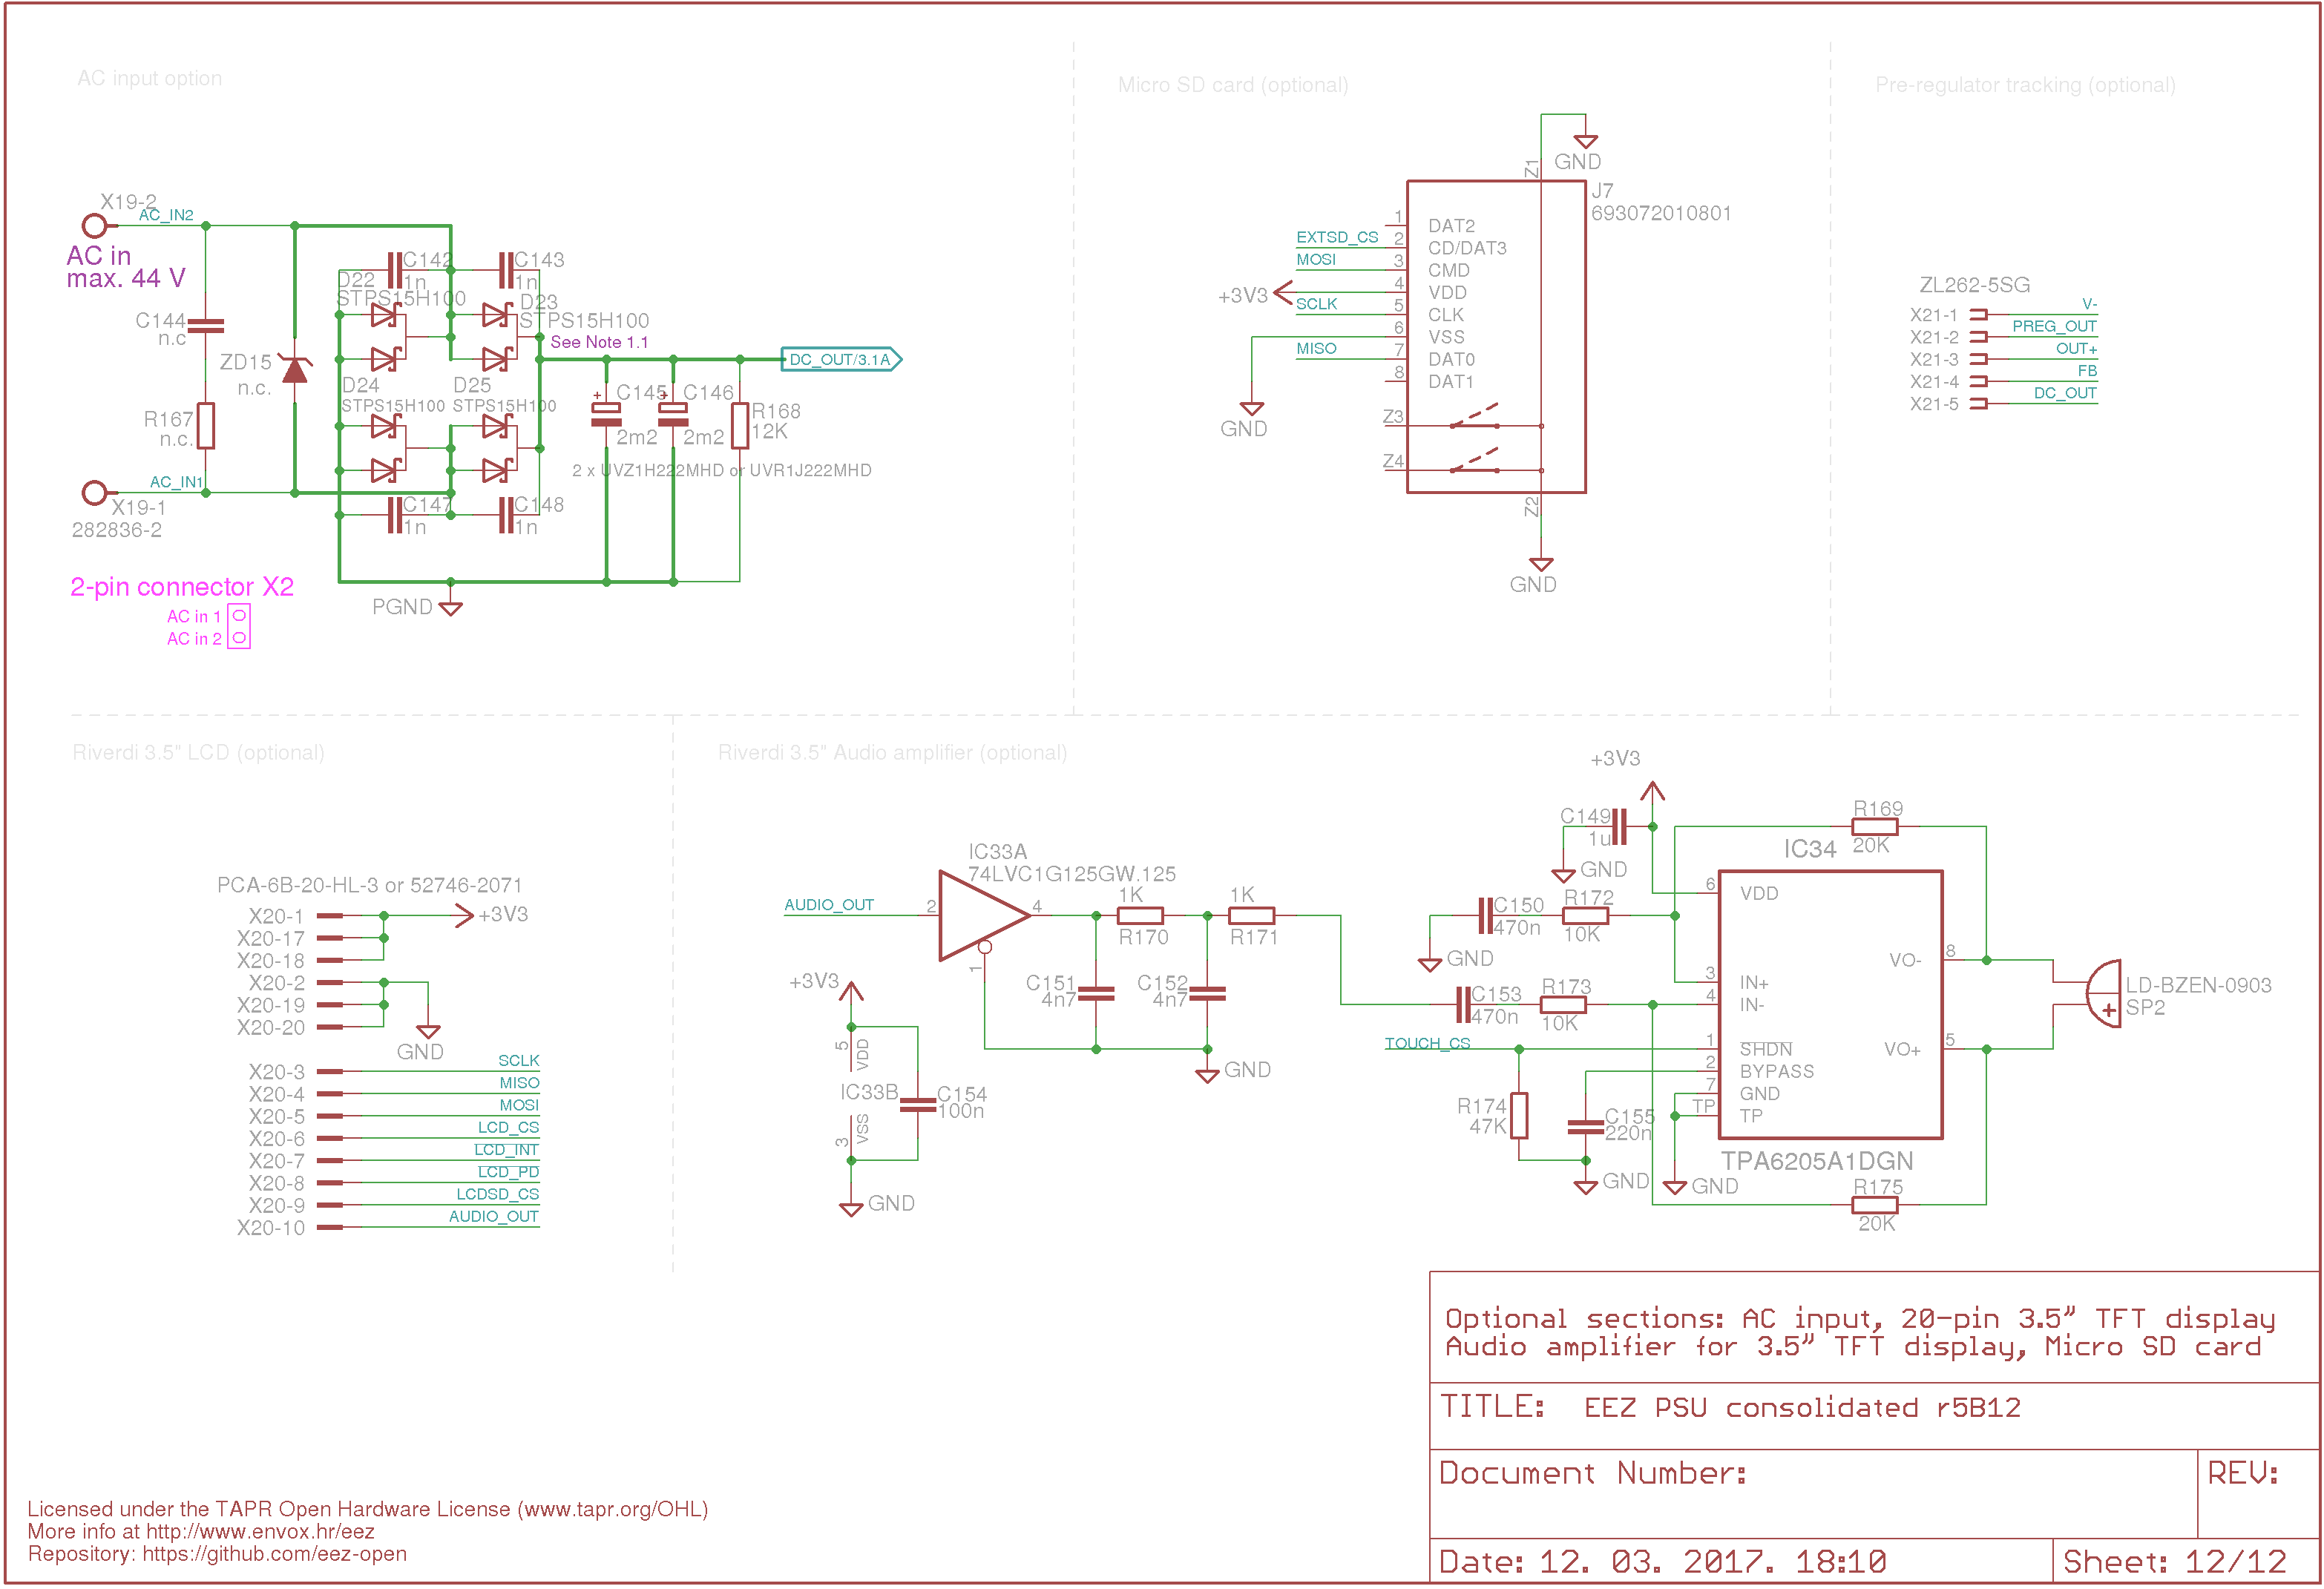 AC input option
X19-2
AC_IN2
AC in
max. 44 V
C144
n.c
ZD15
n.c.
R167
n.c.
AC_IN1
X19-1
282836-2
C142
1n
C143
1n
D22
STPS15H100
D23
STPS15H100
See Note 1.1
DC_OUT/3.1A
D24
STPS15H100
D25
STPS15H100
+
C145
2m2
+
C146
2m2
R168
12K
2 x UVZ1H222MHD or UVR1J222MHD
C147
1n
C148
1n
PGND
2-pin connector X2
AC in 1
AC in 2
Micro SD card (optional)
GND
Z1
J7
693072010801
EXTSD_CS
MOSI
+3V3
SCLK
MISO
1 DAT2
2 CD/DAT3
3 CMD
4 VDD
5 CLK
6 VSS
7 DAT0
8 DAT1
Z3
Z4
GND
Z2
GND
Pre-regulator tracking (optional)
ZL262-5SG
X21-1 V-
X21-2 PREG_OUT
X21-3 OUT+
X21-4 FB
X21-5 DC_OUT
Riverdi 3.5" LCD (optional)
PCA-6B-20-HL-3 or 52746-2071
X20-1 +3V3
X20-17
X20-18
X20-2
X20-19
X20-20
GND
X20-3 SCLK
X20-4 MISO
X20-5 MOSI
X20-6 LCD_CS
X20-7 LCD_INT
X20-8 LCD_PD
X20-9 LCDSD_CS
X20-10 AUDIO_OUT
Riverdi 3.5" Audio amplifier (optional)
IC33A
74LVC1G125GW.125
AUDIO_OUT
2
4
1
1K
R170
1K
R171
C151
4n7
C152
4n7
GND
+3V3
5
VDD
IC33B
VSS
3
C154
100n
GND
+3V3
C149
1u
GND
C150
470n
R172
10K
GND
C153
470n
R173
10K
TOUCH_CS
R174
47K
C155
220n
GND
GND
R169
20K
IC34
6 VDD
3 IN+
4 IN-
1 SHDN
2 BYPASS
7 GND
TP TP
VO- 8
VO+ 5
TPA6205A1DGN
R175
20K
LD-BZEN-0903
SP2
+
Optional sections: AC input, 20-pin 3.5" TFT display
Audio amplifier for 3.5" TFT display, Micro SD card
TITLE: EEZ PSU consolidated r5B12
Document Number:
REV:
Date: 12. 03. 2017. 18:10
Sheet: 12/12
Licensed under the TAPR Open Hardware License (www.tapr.org/OHL)
More info at http://www.envox.hr/eez
Repository: https://github.com/eez-open